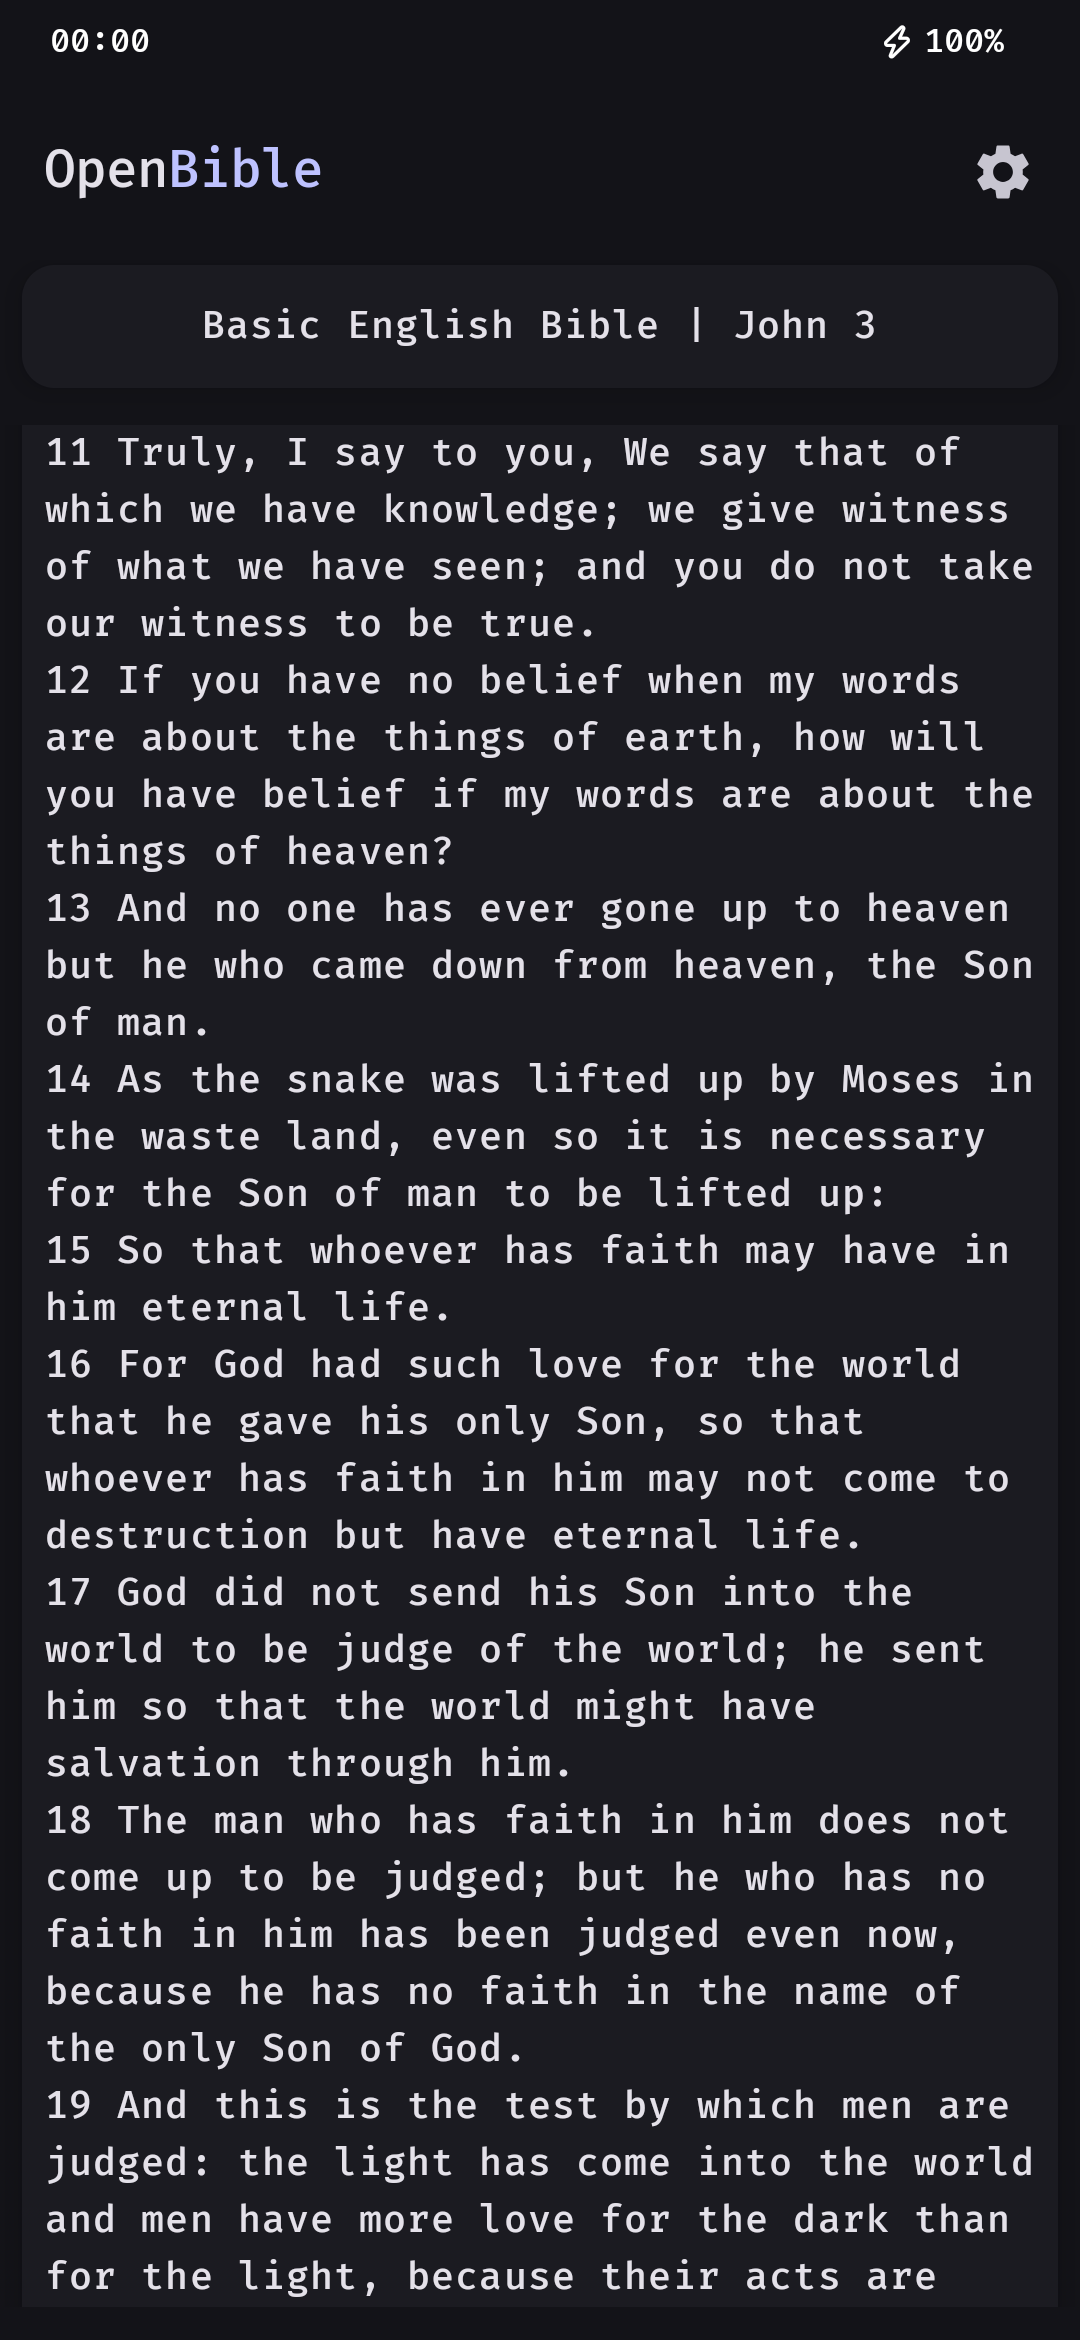 00:00 100%
OpenBible
Basic English Bible | John 3
11 Truly, I say to you, We say that of
which we have knowledge; we give witness
of what we have seen; and you do not take
our witness to be true.
12 If you have no belief when my words
are about the things of earth, how will
you have belief if my words are about the
things of heaven?
13 And no one has ever gone up to heaven
but he who came down from heaven, the Son
of man.
14 As the snake was lifted up by Moses in
the waste land, even so it is necessary
for the Son of man to be lifted up:
15 So that whoever has faith may have in
him eternal life.
16 For God had such love for the world
that he gave his only Son, so that
whoever has faith in him may not come to
destruction but have eternal life.
17 God did not send his Son into the
world to be judge of the world; he sent
him so that the world might have
salvation through him.
18 The man who has faith in him does not
come up to be judged; but he who has no
faith in him has been judged even now,
because he has no faith in the name of
the only Son of God.
19 And this is the test by which men are
judged: the light has come into the world
and men have more love for the dark than
for the light, because their acts are